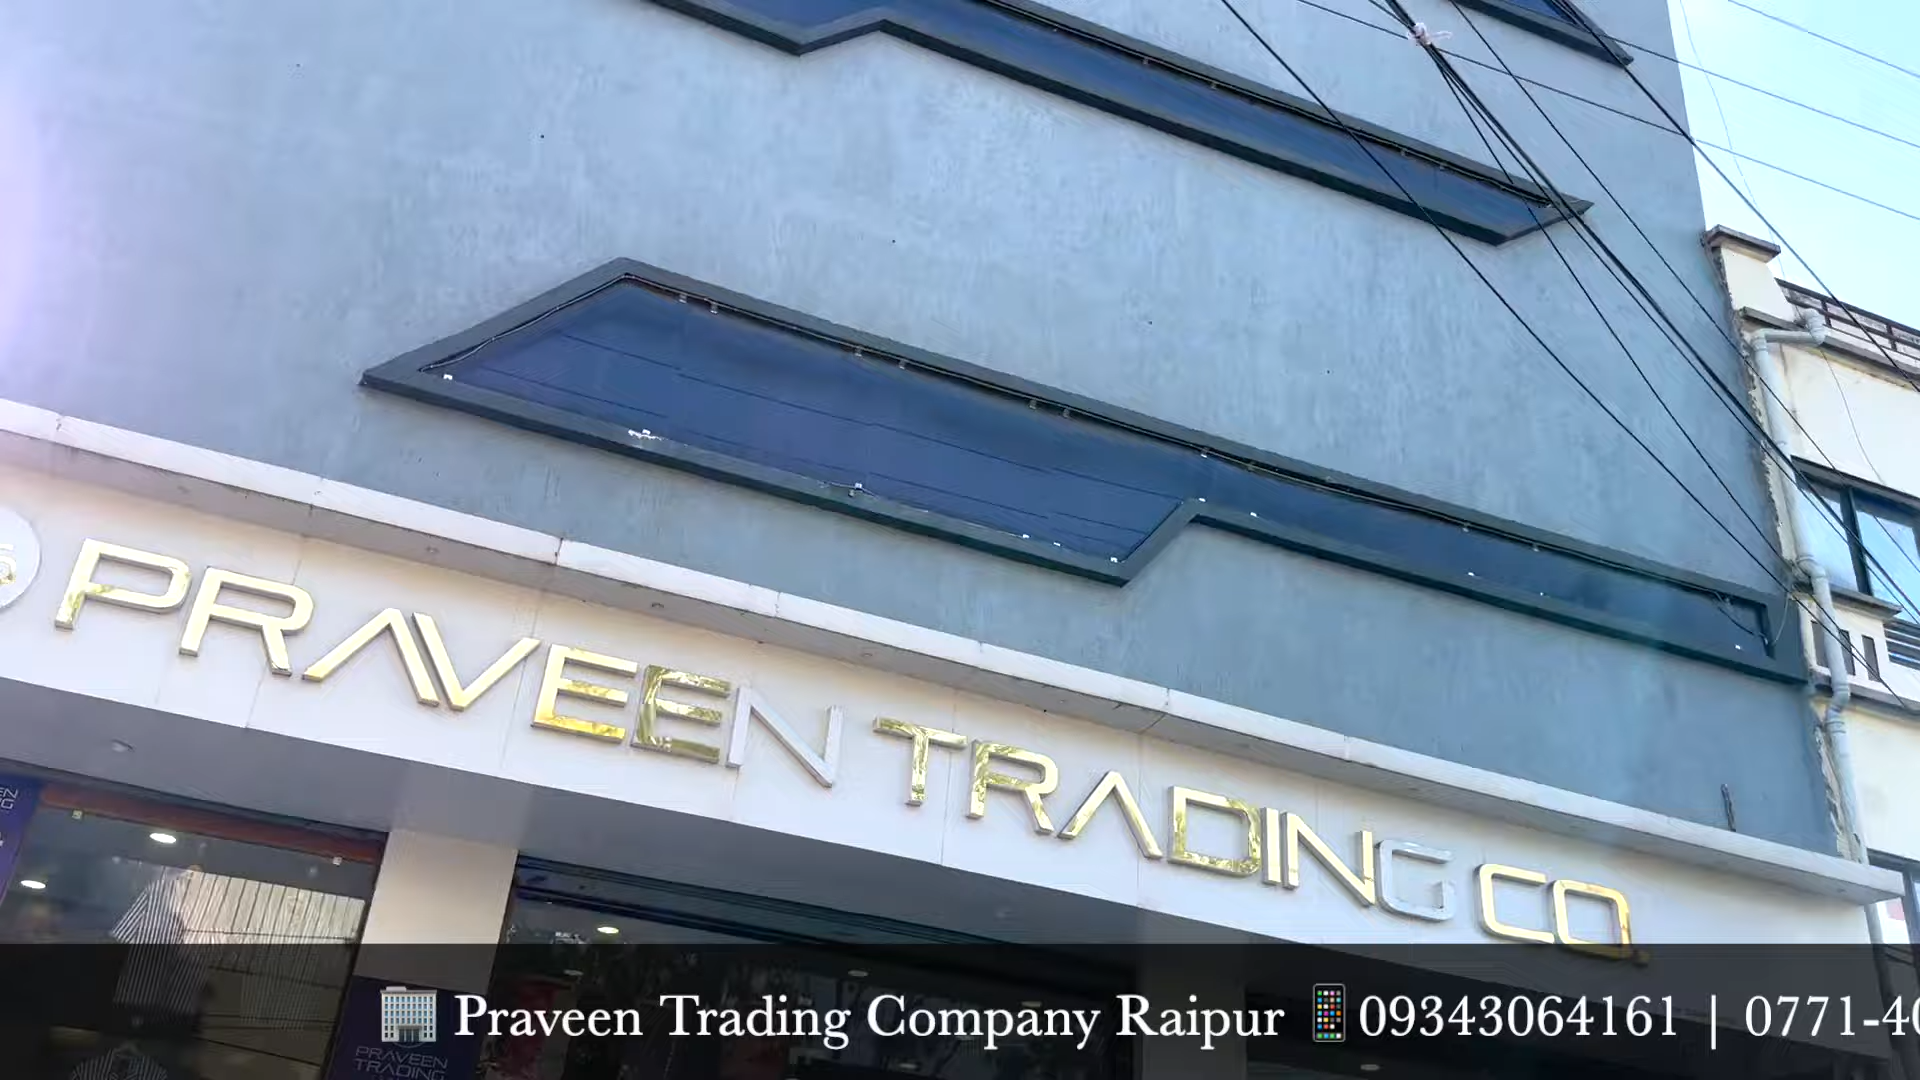 PRAVEEN TRADING CO.
🏢 Praveen Trading Company Raipur 📱09343064161 | 0771-40
PRAVEEN
TRADING